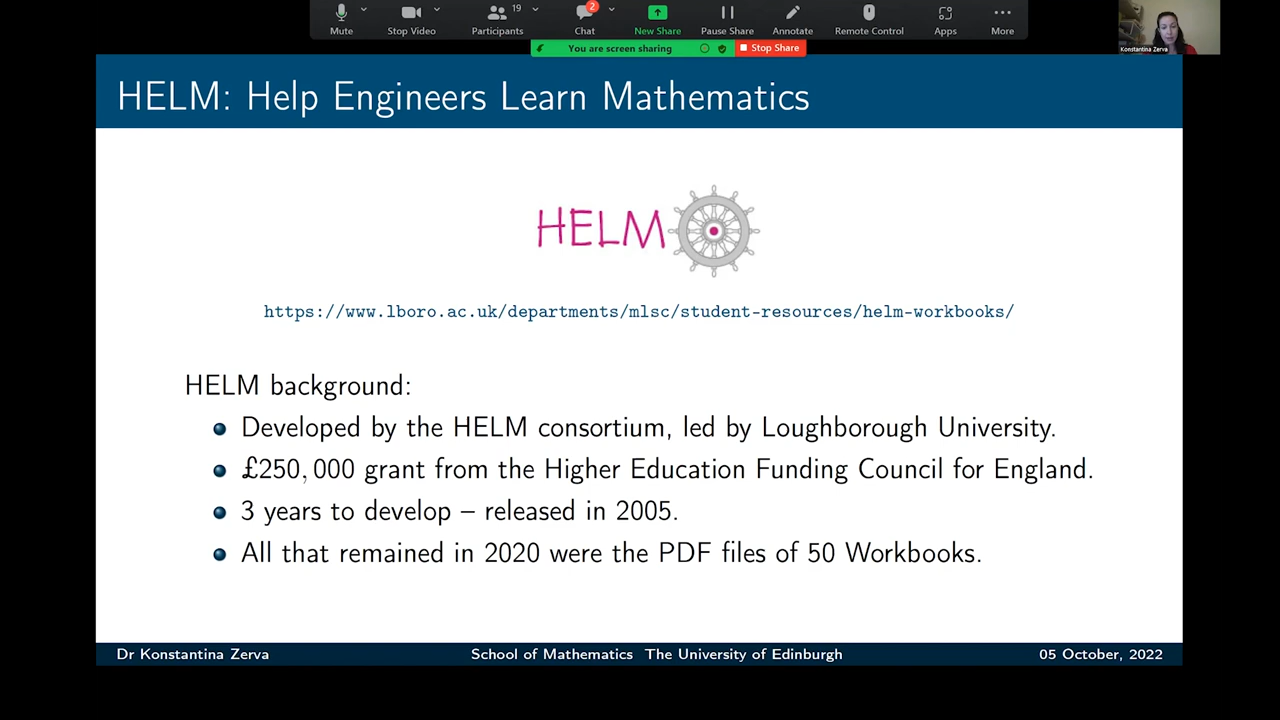 19
2
Mute
Stop Video
Participants
Chat
New Share
Pause Share
Annotate
Remote Control
Apps
More
You are screen sharing
Stop Share
Konstantina Zerva
HELM: Help Engineers Learn Mathematics
HELM
https://www.lboro.ac.uk/departments/mlsc/student-resources/helm-workbooks/
HELM background:
Developed by the HELM consortium, led by Loughborough University.
£250,000 grant from the Higher Education Funding Council for England.
3 years to develop – released in 2005.
All that remained in 2020 were the PDF files of 50 Workbooks.
Dr Konstantina Zerva
School of Mathematics The University of Edinburgh
05 October, 2022